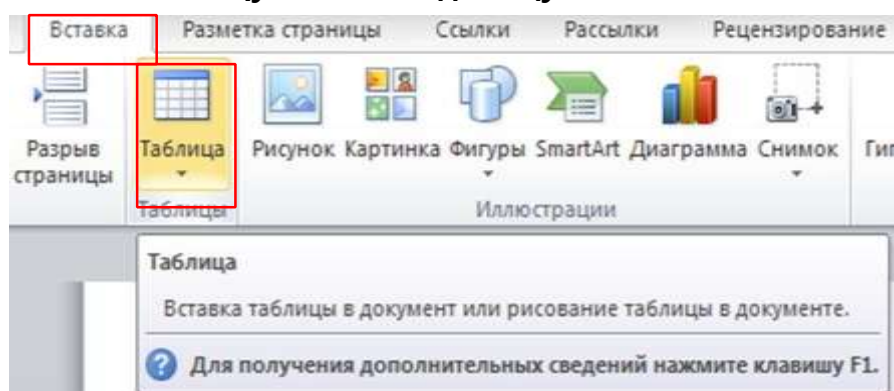 Вставка Разметка страницы Ссылки Рассылки Рецензирование
Разрыв страницы Таблица Рисунок Картинка Фигуры SmartArt Диаграмма Снимок
Таблицы Иллюстрации
Таблица
Вставка таблицы в документ или рисование таблицы в документе.
Для получения дополнительных сведений нажмите клавишу F1.